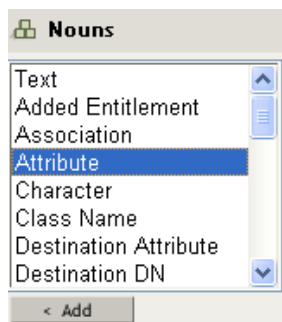 Nouns
Text
Added Entitlement
Association
Attribute
Character
Class Name
Destination Attribute
Destination DN
< Add